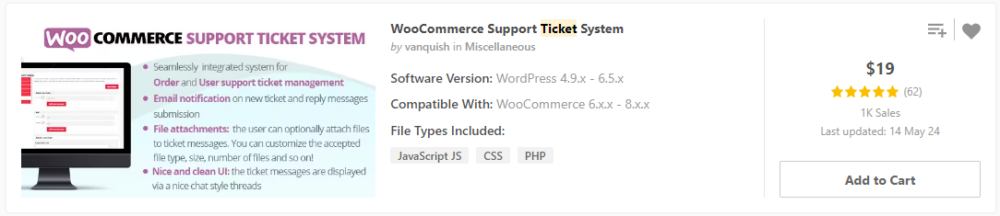 WOO COMMERCE SUPPORT TICKET SYSTEM
Seamlessly integrated system for
Order and User support ticket management
Email notification on new ticket and reply messages
submission
File attachments: the user can optionally attach files
to ticket messages. You can customize the accepted
file type, size, number of files and so on!
Nice and clean UI: the ticket messages are displayed
via a nice chat style threads
WooCommerce Support Ticket System
by vanquish in Miscellaneous
Software Version: WordPress 4.9.x - 6.5.x
Compatible With: WooCommerce 6.x.x - 8.x.x
File Types Included:
JavaScript JS CSS PHP
$19
(62)
1K Sales
Last updated: 14 May 24
Add to Cart